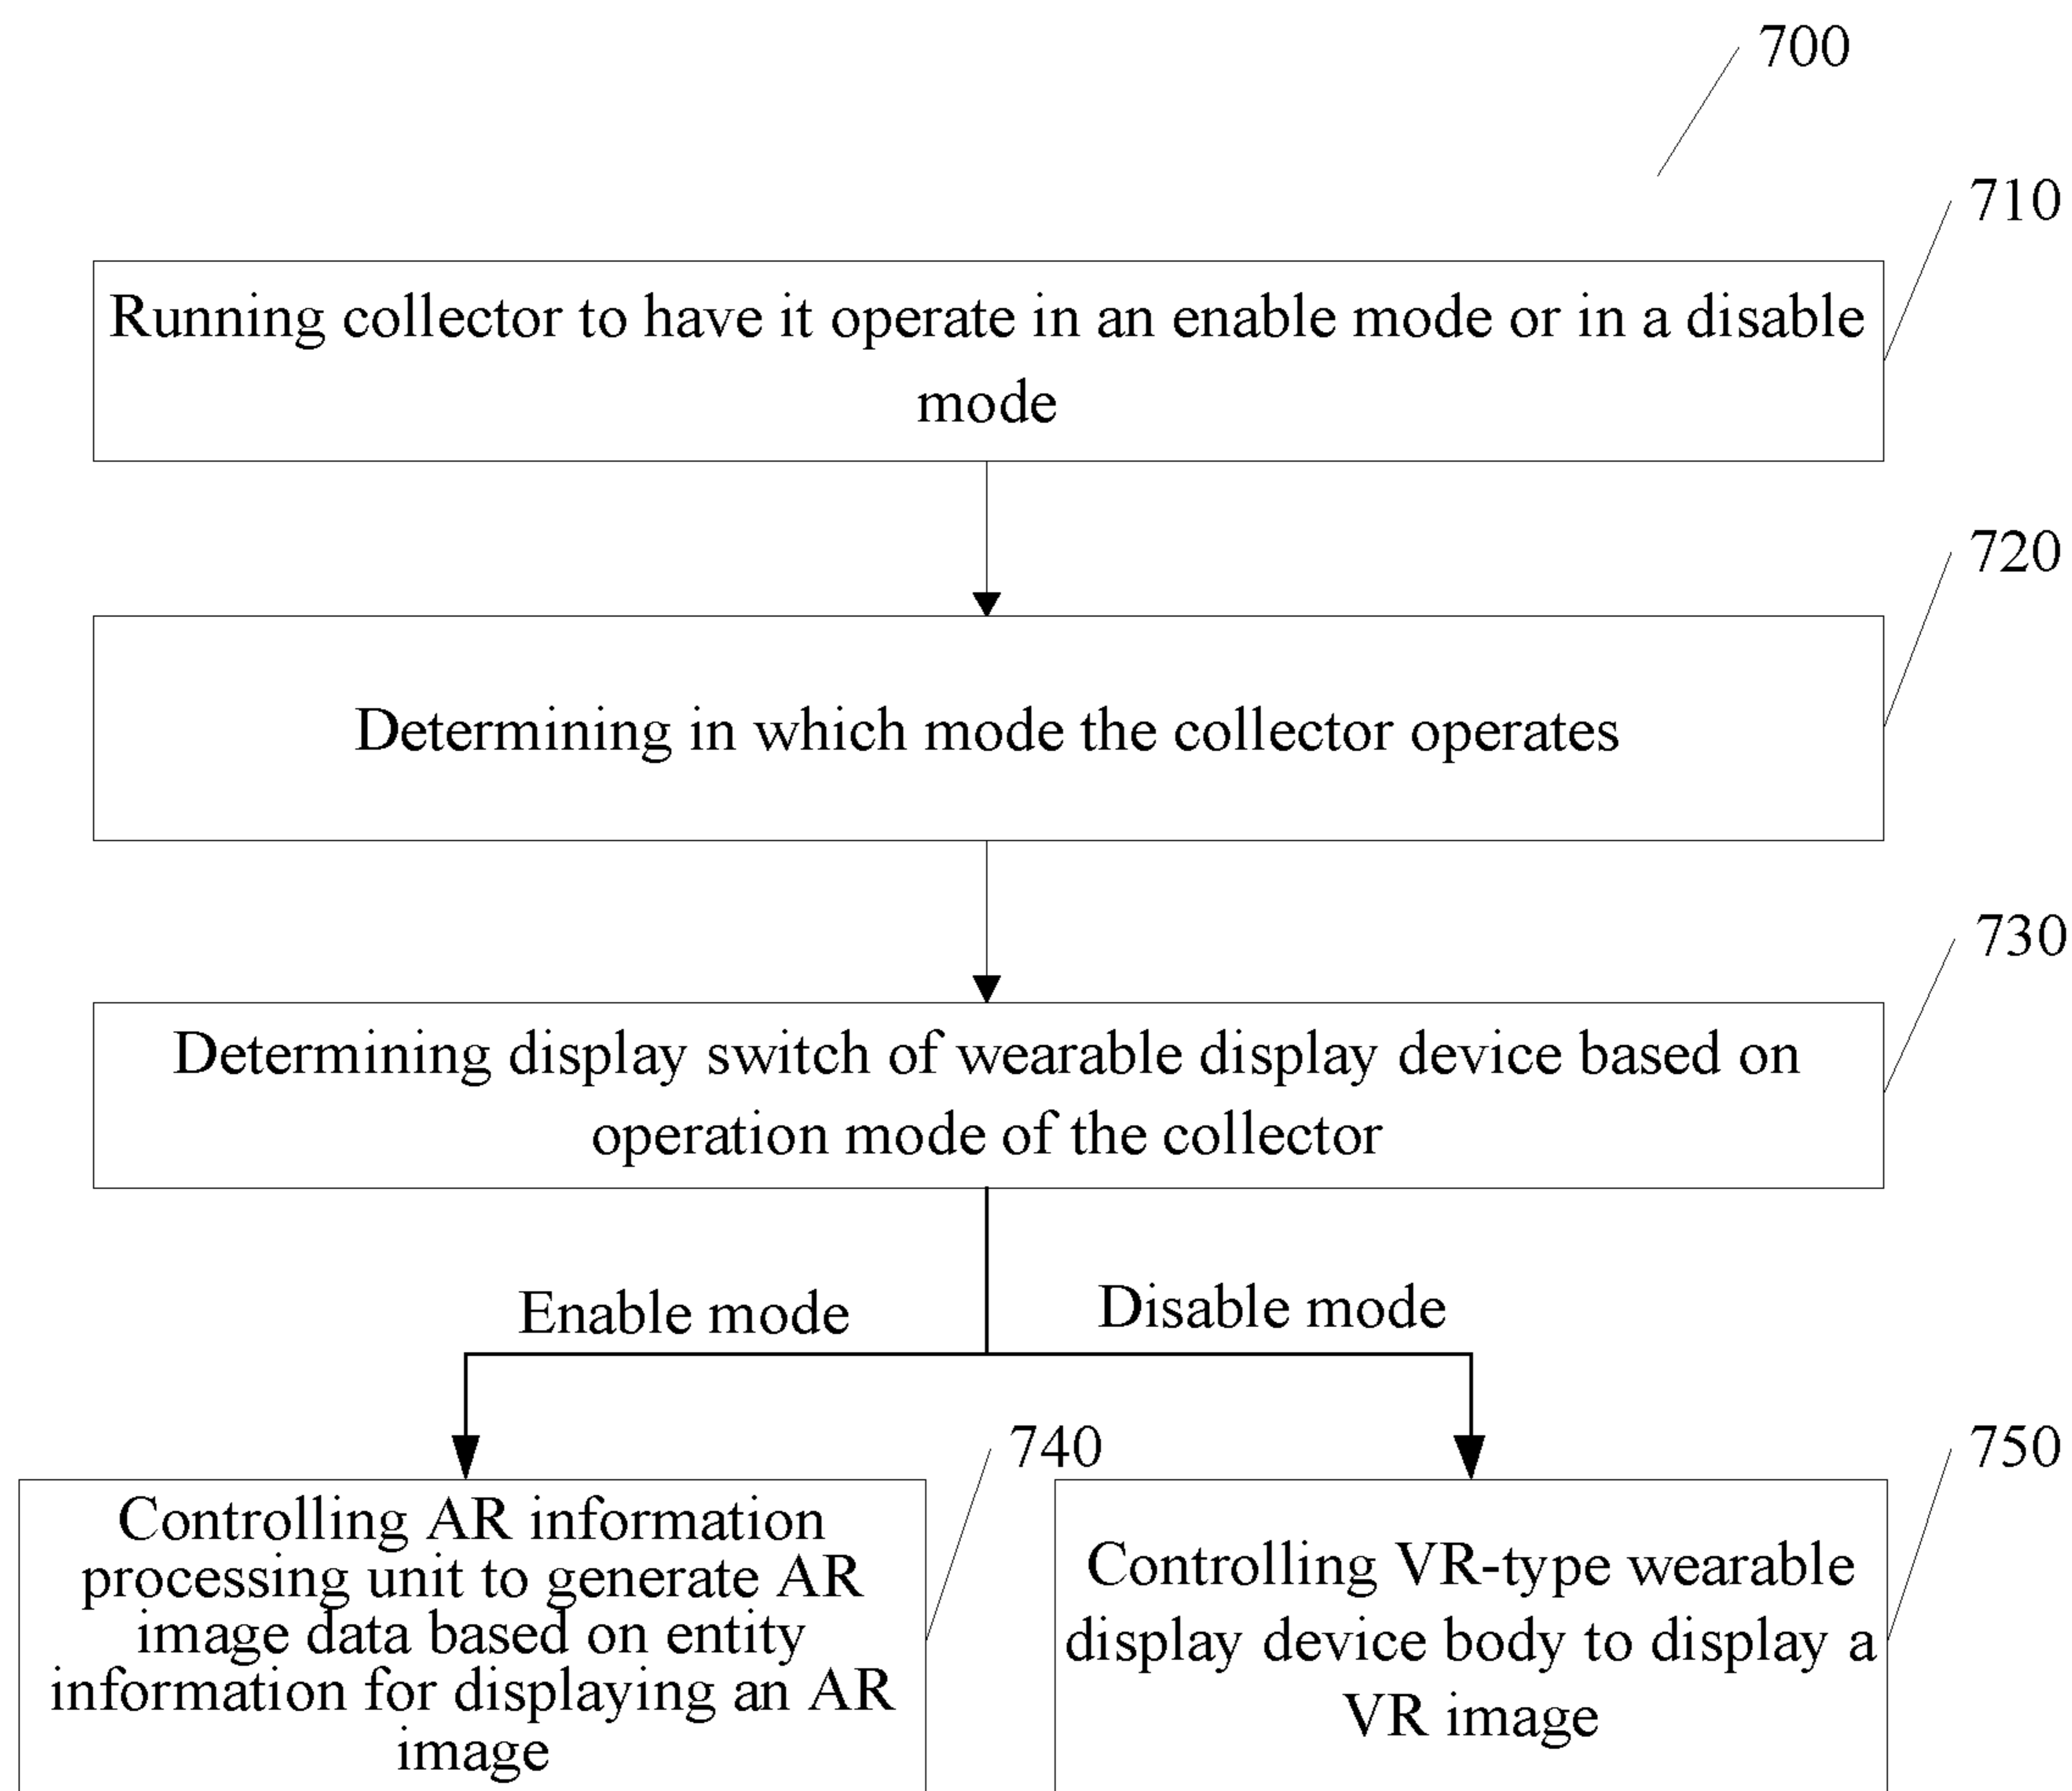 700
710
Running collector to have it operate in an enable mode or in a disable
mode
720
Determining in which mode the collector operates
730
Determining display switch of wearable display device based on
operation mode of the collector
Enable mode
Disable mode
740
Controlling AR information
processing unit to generate AR
image data based on entity
information for displaying an AR
image
750
Controlling VR-type wearable
display device body to display a
VR image